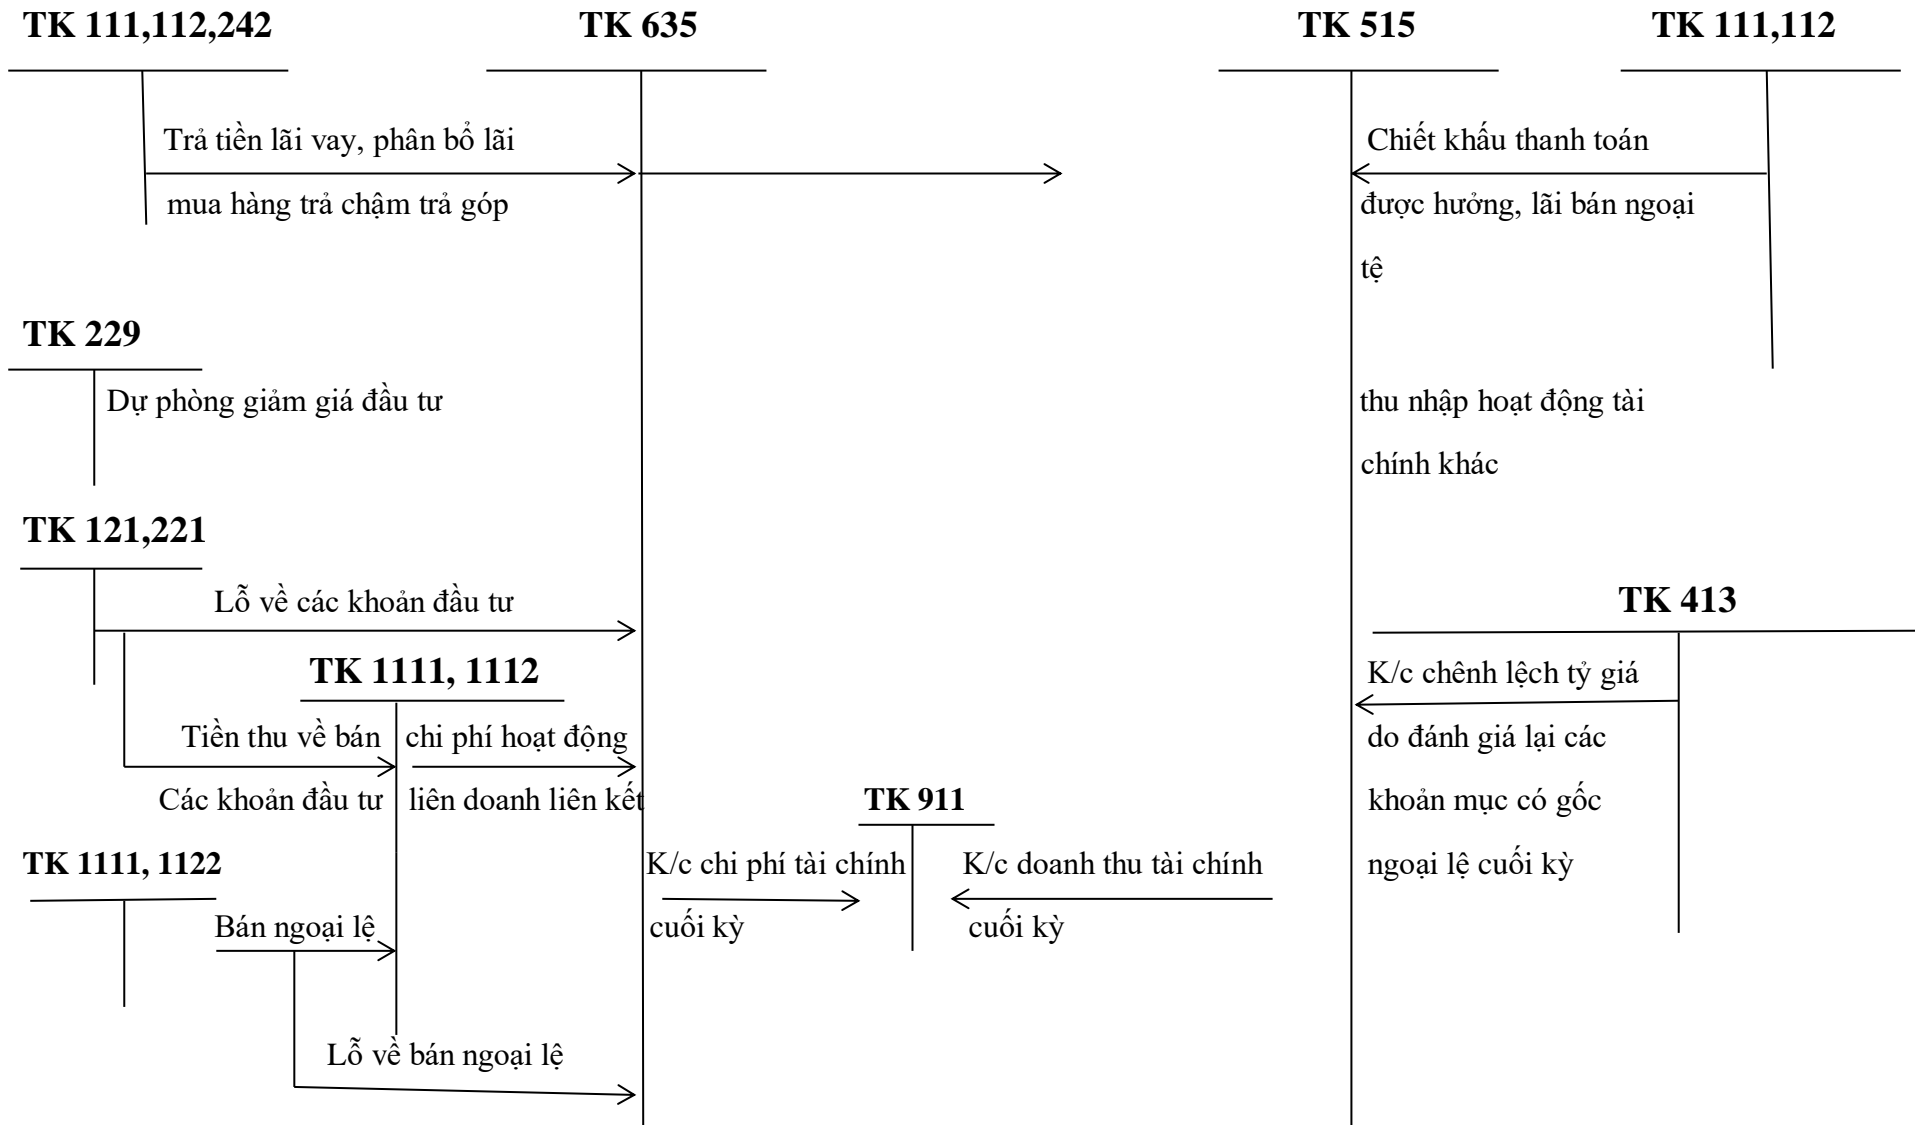 TK 111,112,242
TK 635
TK 515
TK 111,112
Trả tiền lãi vay, phân bổ lãi
mua hàng trả chậm trả góp
Chiết khấu thanh toán
được hưởng, lãi bán ngoại
tệ
TK 229
Dự phòng giảm giá đầu tư
thu nhập hoạt động tài
chính khác
TK 121,221
Lỗ về các khoản đầu tư
TK 413
TK 1111, 1112
K/c chênh lệch tỷ giá
Tiền thu về bán
chi phí hoạt động
do đánh giá lại các
Các khoản đầu tư
liên doanh liên kết
TK 911
khoản mục có gốc
TK 1111, 1122
K/c chi phí tài chính
K/c doanh thu tài chính
ngoại lệ cuối kỳ
Bán ngoại lệ
cuối kỳ
cuối kỳ
Lỗ về bán ngoại lệ